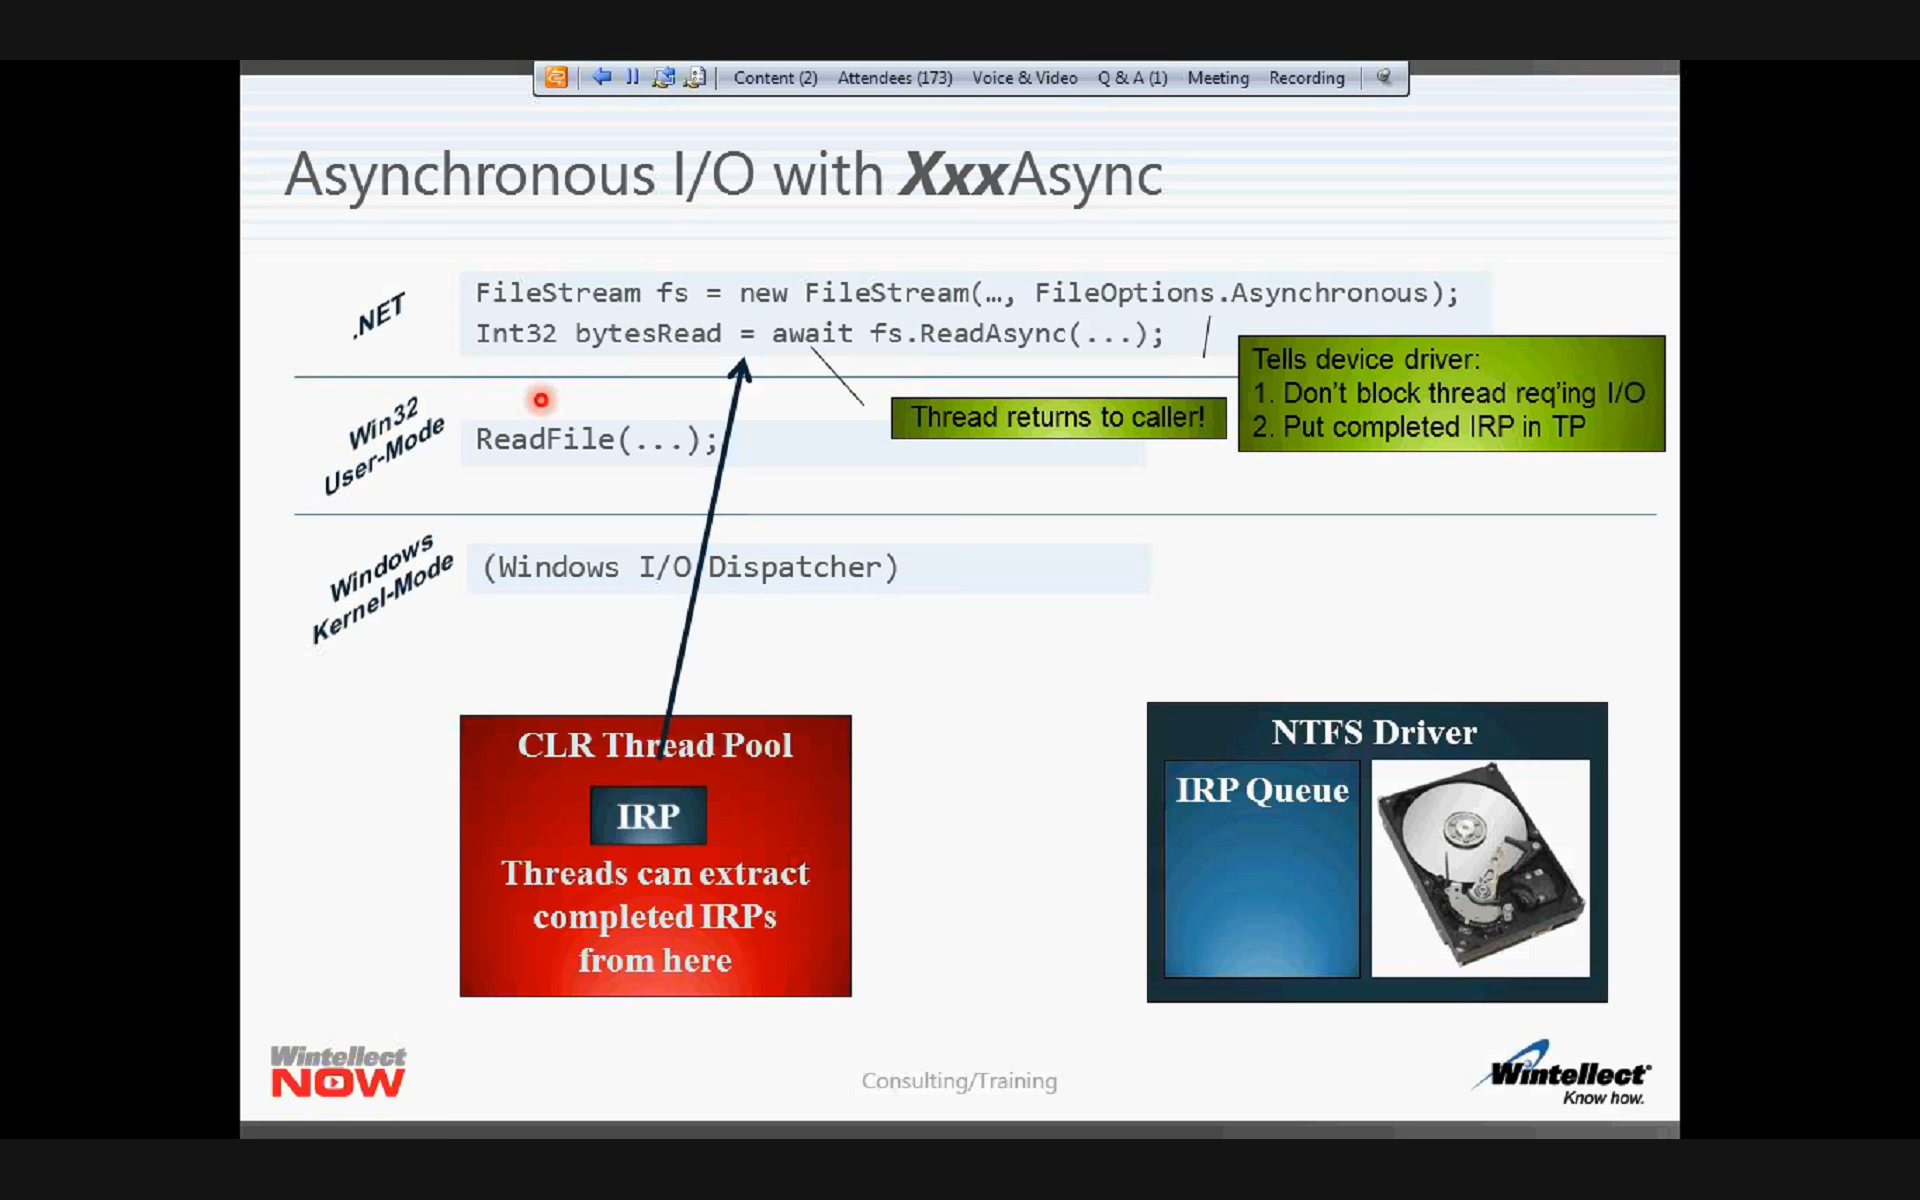 Content (2) Attendees (173) Voice & Video Q & A (1) Meeting Recording
Asynchronous I/O with XxxAsync
.NET
FileStream fs = new FileStream(…, FileOptions.Asynchronous);
Int32 bytesRead = await fs.ReadAsync(...);
Tells device driver:
1. Don't block thread req'ing I/O
2. Put completed IRP in TP
Thread returns to caller!
Win32
User-Mode
ReadFile(...);
Windows
Kernel-Mode
(Windows I/O Dispatcher)
CLR Thread Pool
IRP
Threads can extract
completed IRPs
from here
NTFS Driver
IRP Queue
Wintellect
NOW
Consulting/Training
Wintellect
Know how.